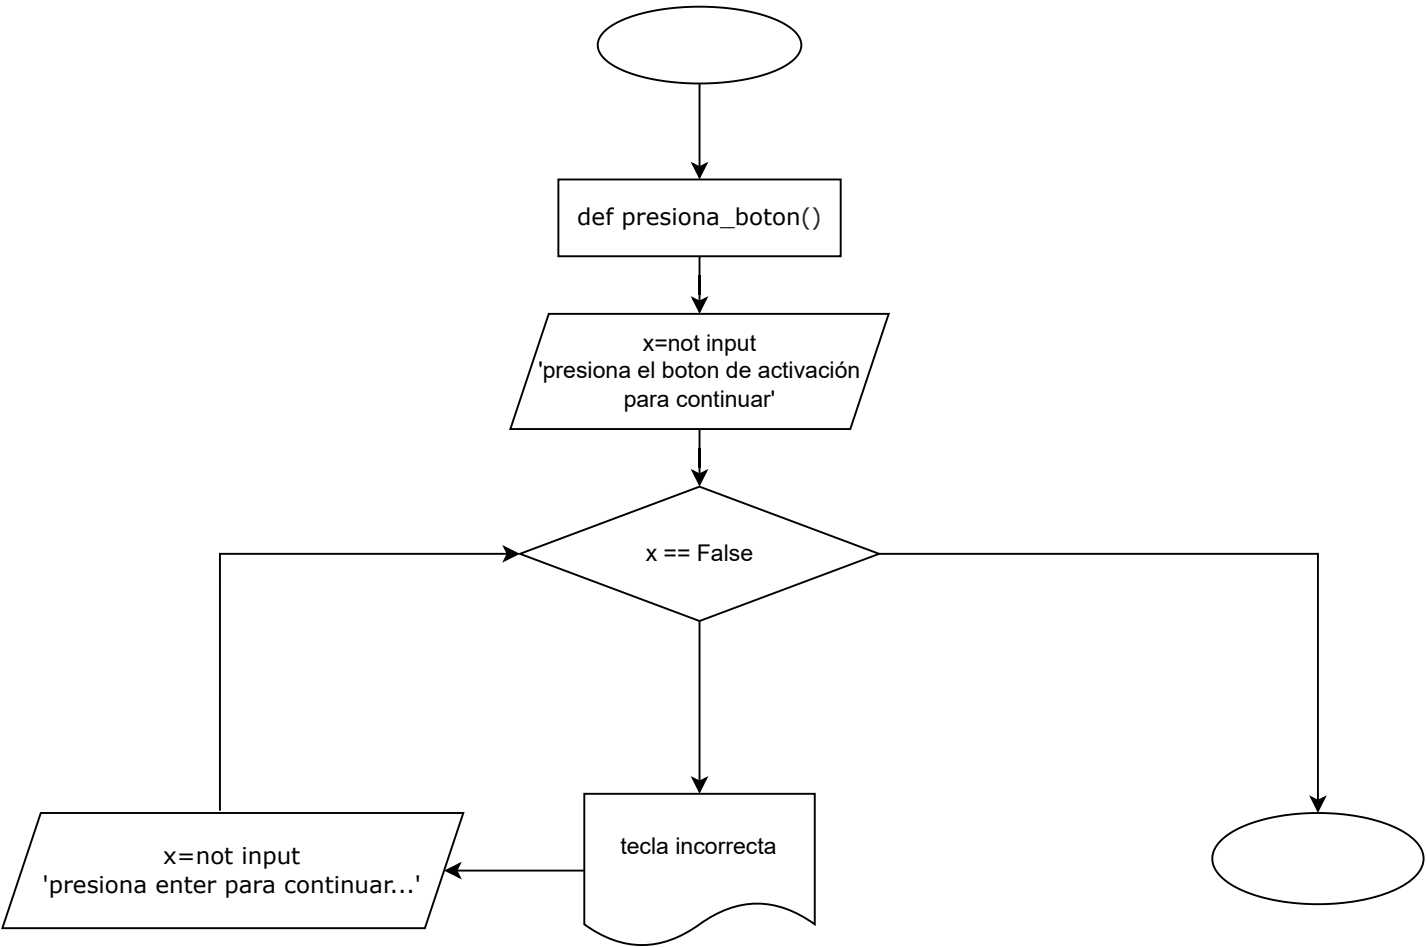 def presiona_boton()
x=not input
'presiona el boton de activación
para continuar'
x == False
tecla incorrecta
x=not input
'presiona enter para continuar...'